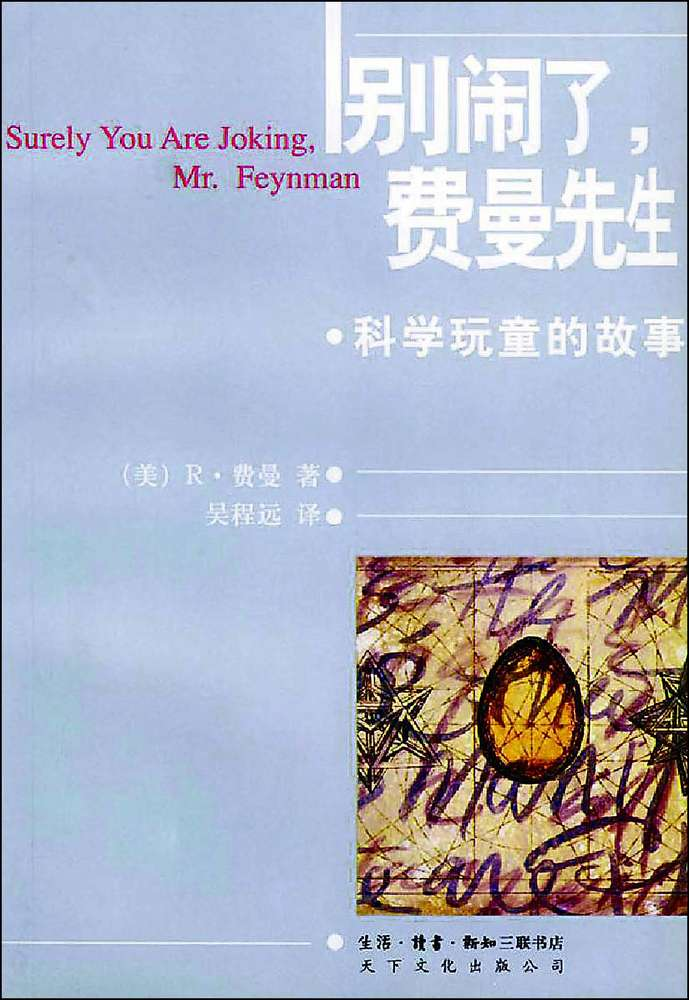 别闹了，
费曼先生
Surely You Are Joking,
Mr. Feynman
·科学玩童的故事
（美）R·费曼 著
吴程远 译
生活·讀書·新知三联书店
天下文化出版公司